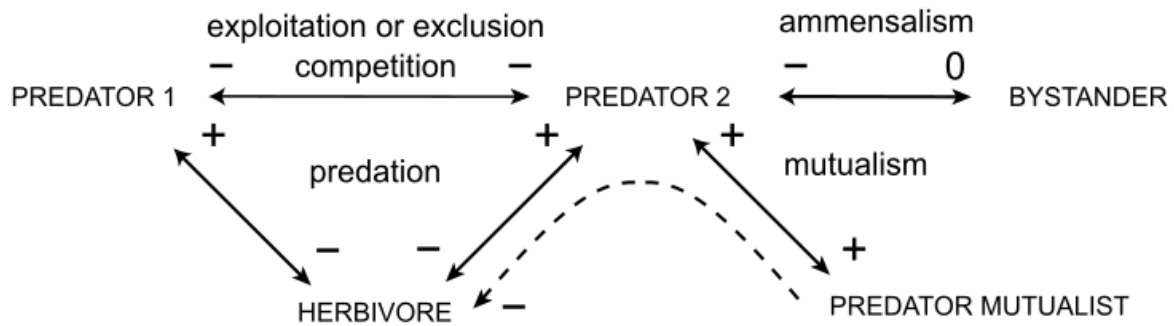 exploitation or exclusion
ammensalism
− competition −
− 0
PREDATOR 1
PREDATOR 2
BYSTANDER
+ + +
predation
mutualism
− −
+
HERBIVORE
−
PREDATOR MUTUALIST